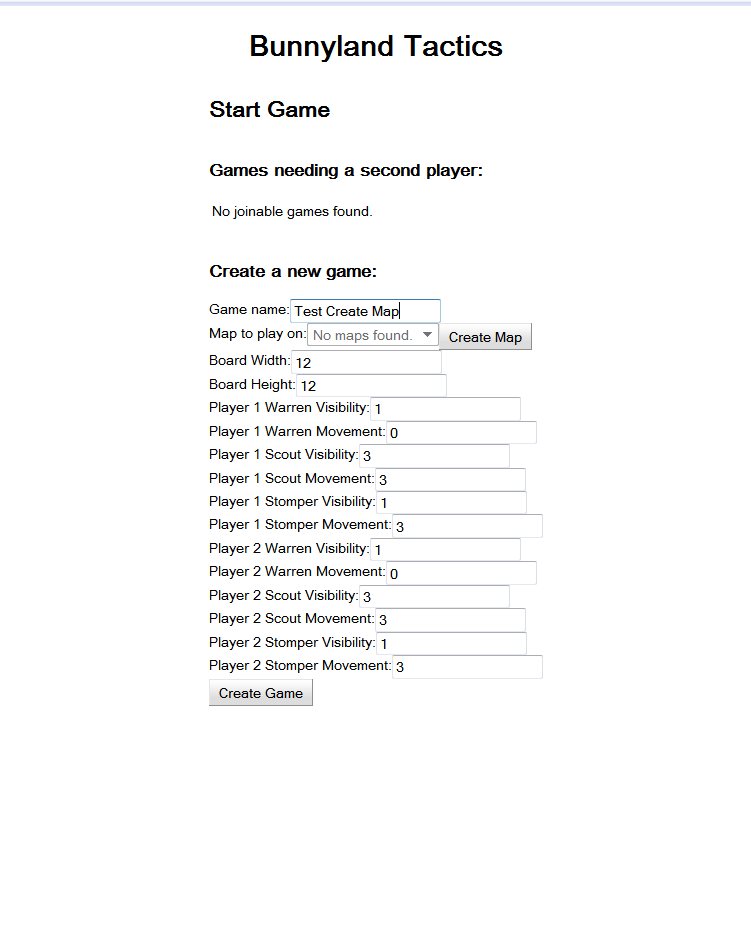 Bunnyland Tactics
Start Game
Games needing a second player:
No joinable games found.
Create a new game:
Game name: Test Create Map
Map to play on: No maps found. Create Map
Board Width: 12
Board Height: 12
Player 1 Warren Visibility: 1
Player 1 Warren Movement: 0
Player 1 Scout Visibility: 3
Player 1 Scout Movement: 3
Player 1 Stomper Visibility: 1
Player 1 Stomper Movement: 3
Player 2 Warren Visibility: 1
Player 2 Warren Movement: 0
Player 2 Scout Visibility: 3
Player 2 Scout Movement: 3
Player 2 Stomper Visibility: 1
Player 2 Stomper Movement: 3
Create Game